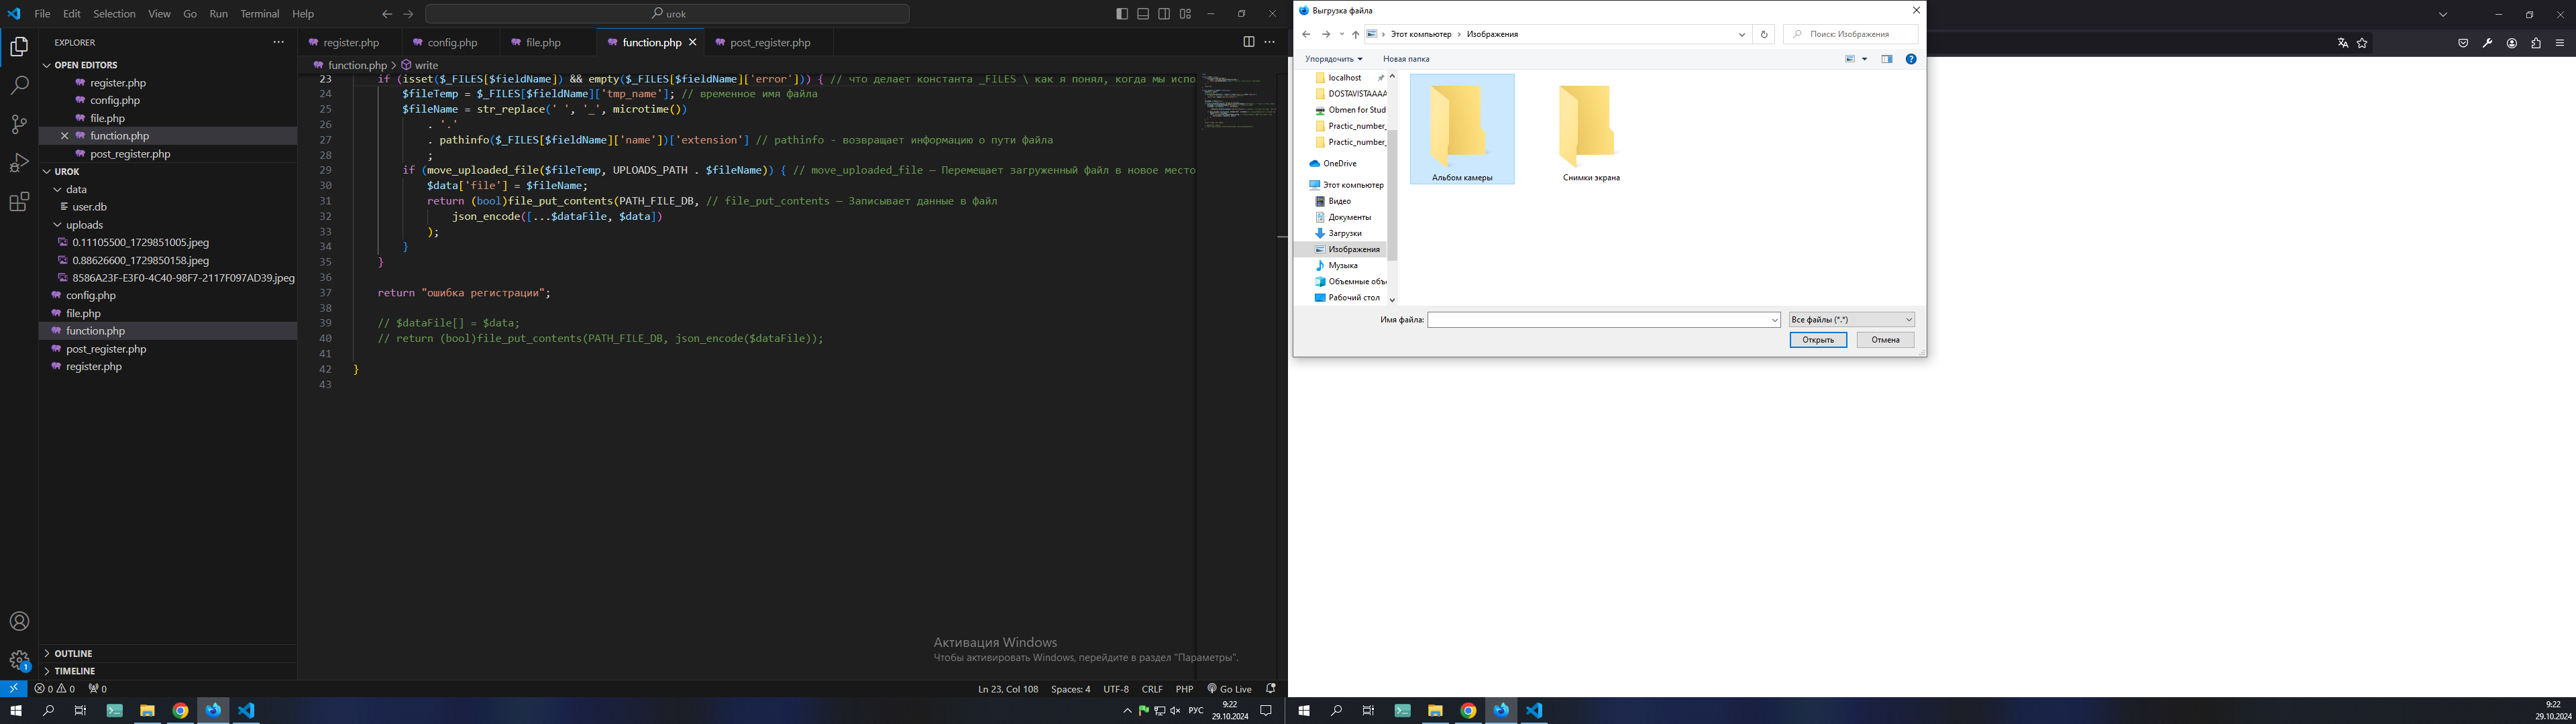 File Edit Selection View Go Run Terminal Help
urok
EXPLORER
OPEN EDITORS
register.php
config.php
file.php
function.php
post_register.php
UROK
data
user.db
uploads
0.11105500_1729851005.jpeg
0.88626600_1729850158.jpeg
8586A23F-E3F0-4C40-98F7-2117F097AD39.jpeg
config.php
file.php
function.php
post_register.php
register.php
OUTLINE
TIMELINE
register.php config.php file.php function.php post_register.php
function.php > write
23 if (isset($_FILES[$fieldName]) && empty($_FILES[$fieldName]['error'])) { // что делает константа _FILES \ как я понял, когда мы испо
24 $fileTemp = $_FILES[$fieldName]['tmp_name']; // временное имя файла
25 $fileName = str_replace(' ', '_', microtime())
26 . '.'
27 . pathinfo($_FILES[$fieldName]['name'])['extension'] // pathinfo - возвращает информацию о пути файла
28 ;
29 if (move_uploaded_file($fileTemp, UPLOADS_PATH . $fileName)) { // move_uploaded_file — Перемещает загруженный файл в новое место
30 $data['file'] = $fileName;
31 return (bool)file_put_contents(PATH_FILE_DB, // file_put_contents — Записывает данные в файл
32 json_encode([...$dataFile, $data])
33 );
34 }
35 }
36
37 return "ошибка регистрации";
38
39 // $dataFile[] = $data;
40 // return (bool)file_put_contents(PATH_FILE_DB, json_encode($dataFile));
41
42 }
43
Активация Windows
Чтобы активировать Windows, перейдите в раздел "Параметры".
0 0 0
Ln 23, Col 108 Spaces: 4 UTF-8 CRLF PHP Go Live
РУС
9:22
29.10.2024
Выгрузка файла
Этот компьютер > Изображения
Поиск: Изображения
Упорядочить Новая папка
localhost
DOSTAVISTAAAA
Obmen for Stud
Practic_number_
Practic_number_
OneDrive
Этот компьютер
Видео
Документы
Загрузки
Изображения
Музыка
Объемные объ
Рабочий стол
Альбом камеры
Снимки экрана
Имя файла:
Все файлы (*.*)
Открыть Отмена
9:22
29.10.2024